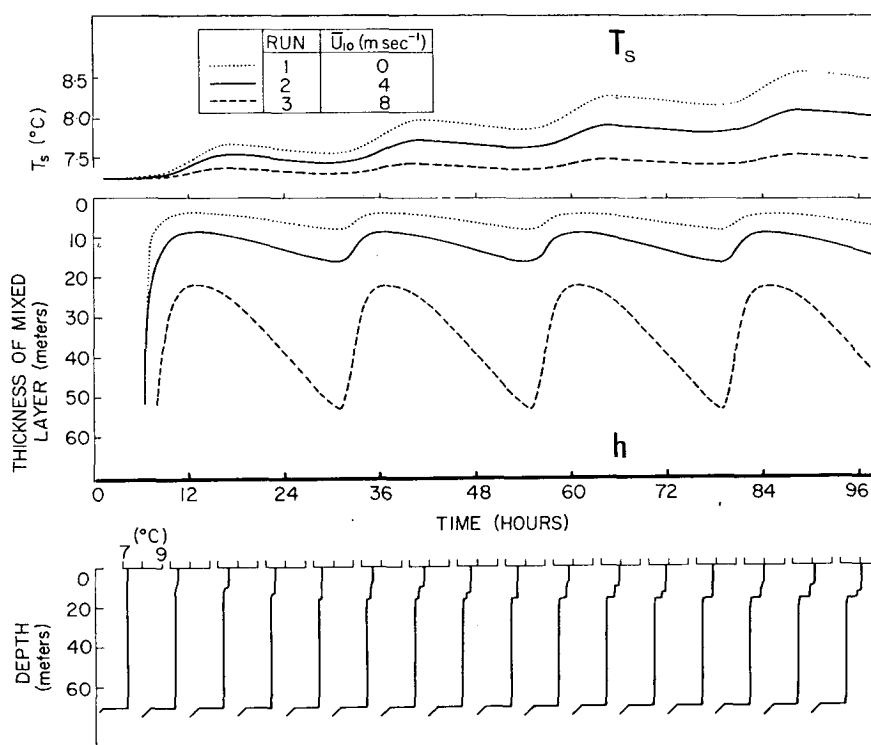 RUN U̅₁₀ (m sec⁻¹)
1 0
2 4
3 8
Tₛ
8·5
8·0
7·5
Tₛ (°C)
0
10
20
30
40
50
60
THICKNESS OF MIXED
LAYER (meters)
h
0 12 24 36 48 60 72 84 96
TIME (HOURS)
(°C)
7 9
0
20
40
60
DEPTH
(meters)